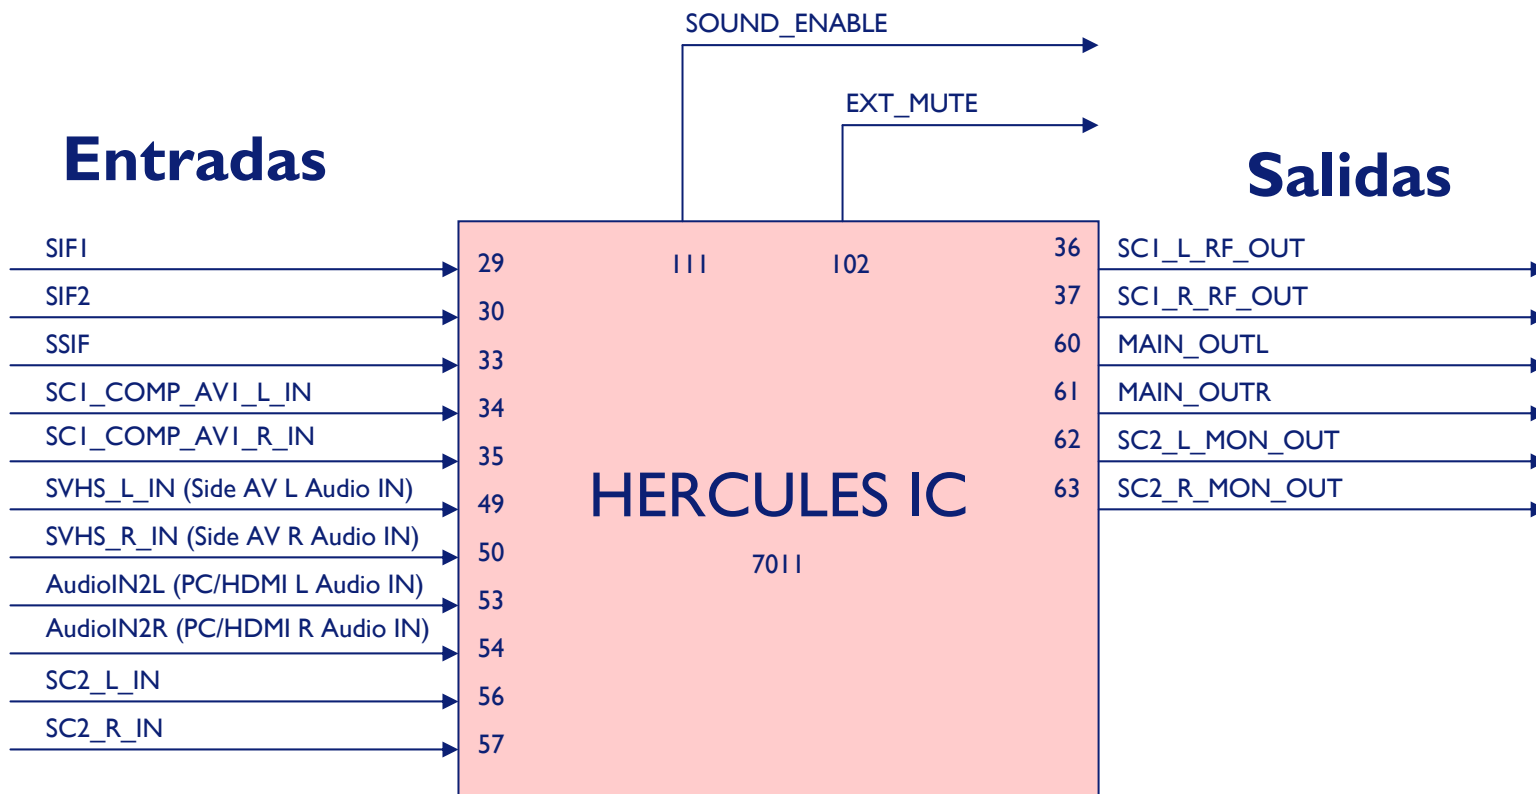 SOUND_ENABLE
EXT_MUTE
Entradas
Salidas
SIF1
29
SIF2
30
SSIF
33
SC1_COMP_AV1_L_IN
34
SC1_COMP_AV1_R_IN
35
SVHS_L_IN (Side AV L Audio IN)
49
SVHS_R_IN (Side AV R Audio IN)
50
AudioIN2L (PC/HDMI L Audio IN)
53
AudioIN2R (PC/HDMI R Audio IN)
54
SC2_L_IN
56
SC2_R_IN
57
111
102
HERCULES IC
7011
36 SC1_L_RF_OUT
37 SC1_R_RF_OUT
60 MAIN_OUTL
61 MAIN_OUTR
62 SC2_L_MON_OUT
63 SC2_R_MON_OUT